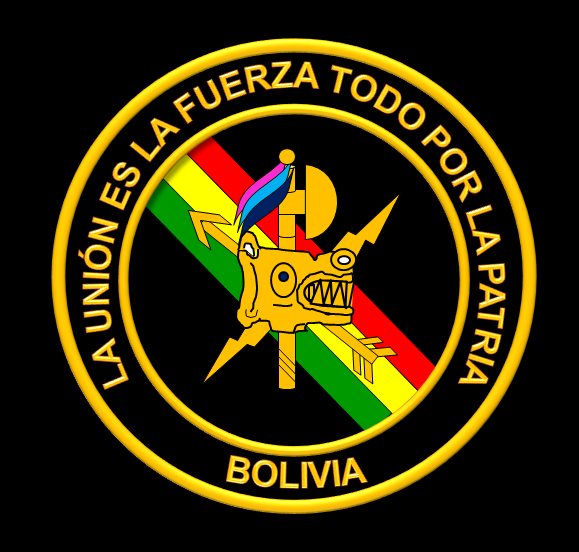 LA UNIÓN ES LA FUERZA TODO POR LA PATRIA
BOLIVIA